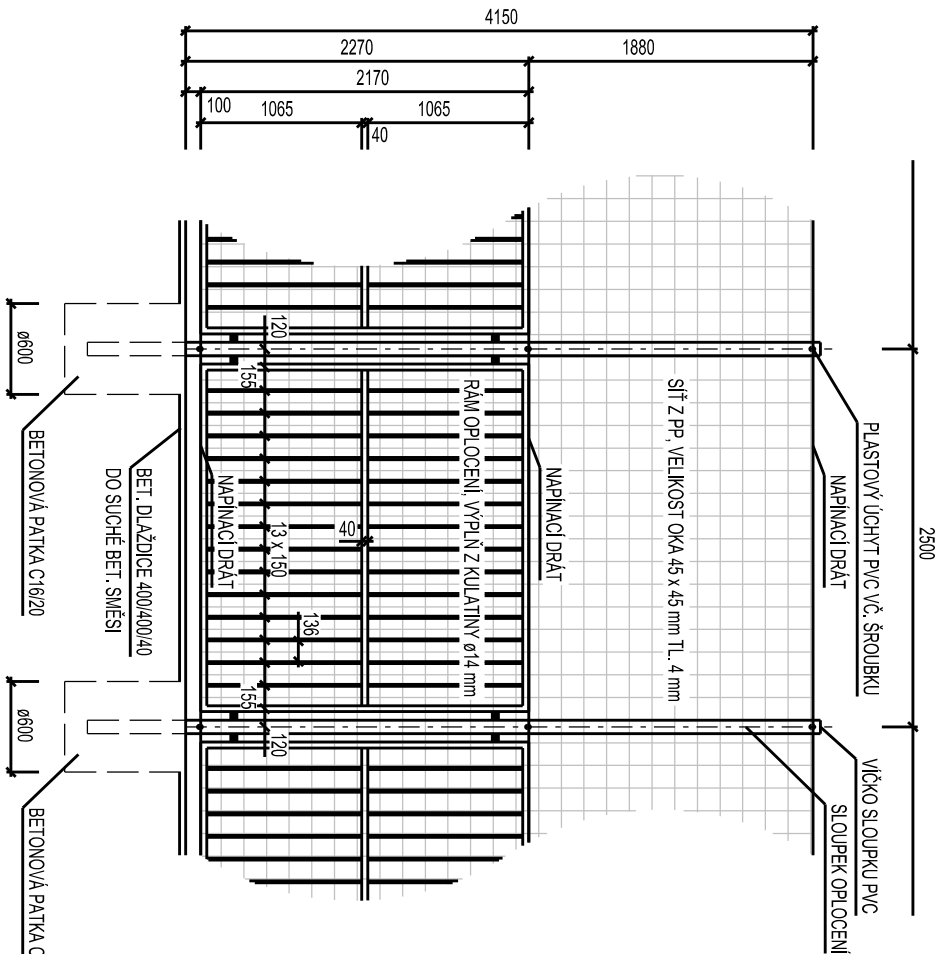 4150
2270
1880
2170
100
1065
1065
40
2500
PLASTOVÝ ÚCHYT PVC VČ. ŠROUBKU
NAPÍNACÍ DRÁT
VÍČKO SLOUPKU PVC
SLOUPEK OPLOCENÍ
SÍŤ Z PP, VELIKOST OKA 45 x 45 mm TL. 4 mm
NAPÍNACÍ DRÁT
RÁM OPLOCENÍ, VÝPLŇ Z KULATINY ø14 mm
40
120
155
13 x 150
136
155
120
NAPÍNACÍ DRÁT
BET. DLAŽDICE 400/400/40
DO SUCHÉ BET. SMĚSI
BETONOVÁ PATKA C16/20
BETONOVÁ PATKA C
ø600
ø600